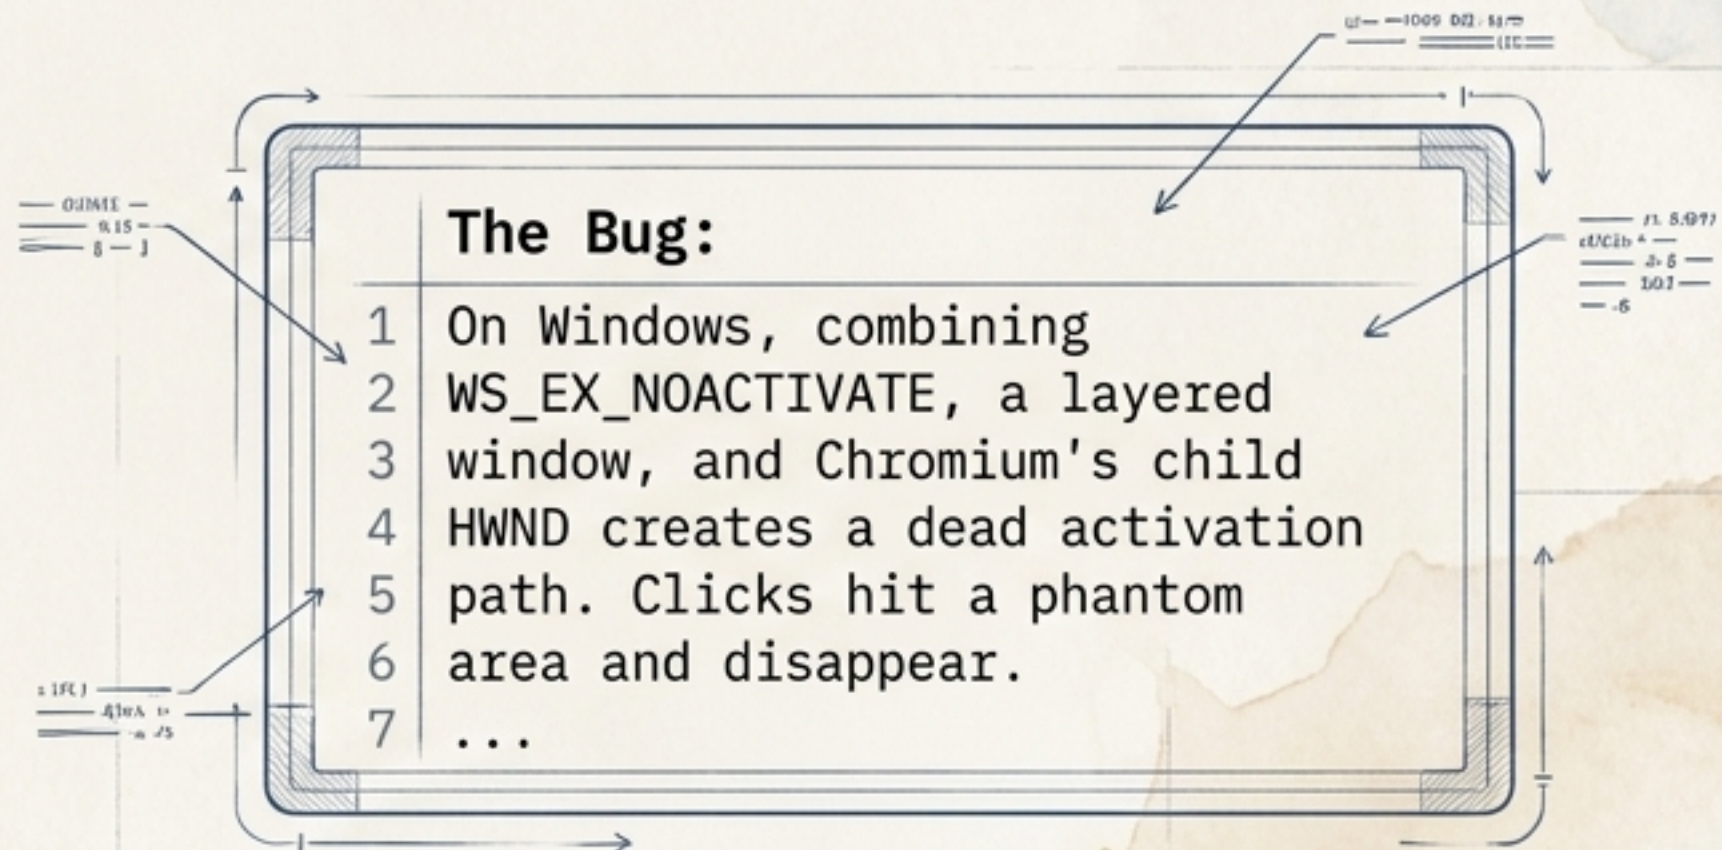 The Bug:
1 On Windows, combining
2 WS_EX_NOACTIVATE, a layered
3 window, and Chromium's child
4 HWND creates a dead activation
5 path. Clicks hit a phantom
6 area and disappear.
7 ...